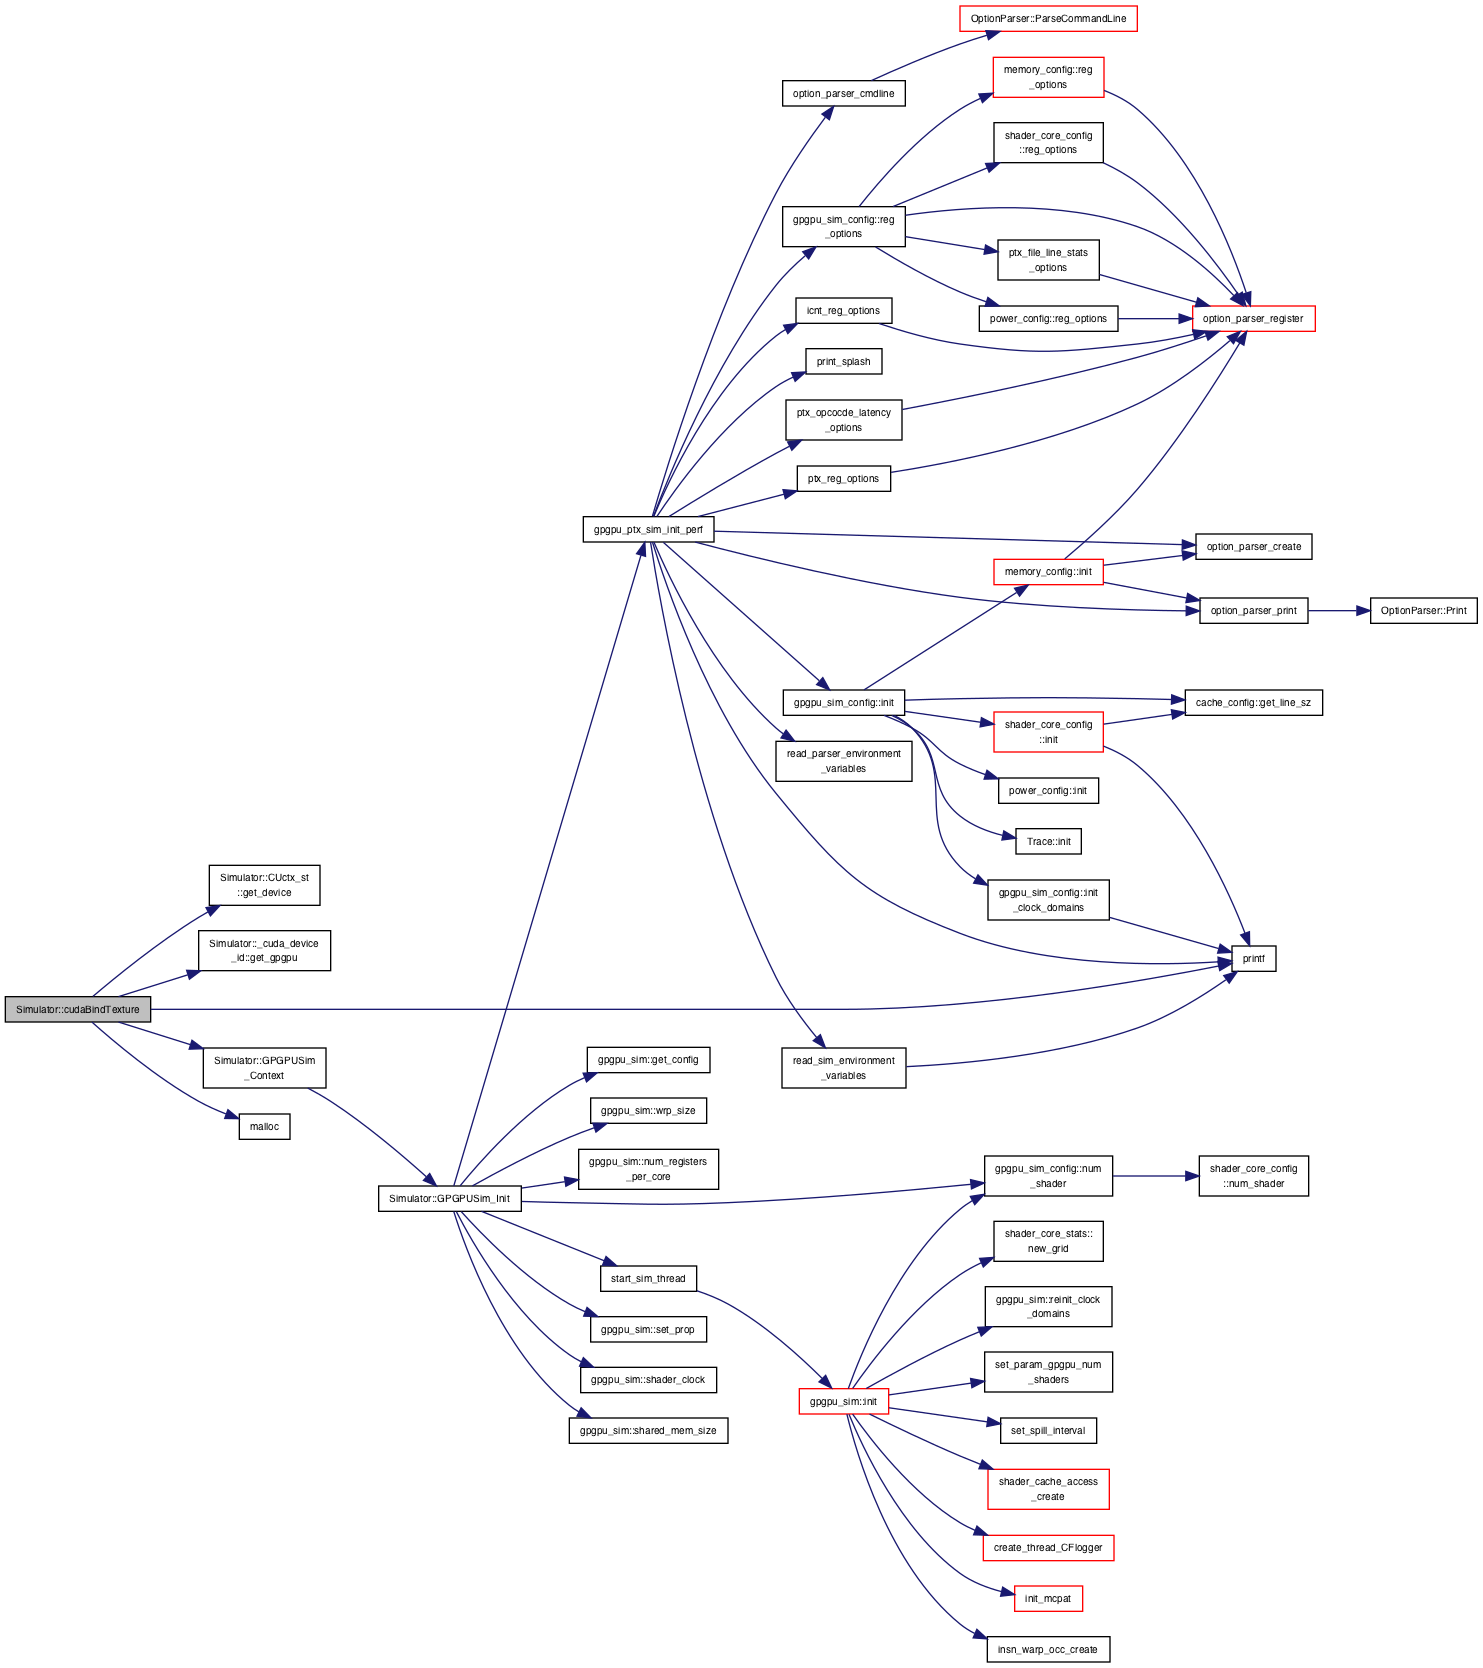 OptionParser::ParseCommandLine
memory_config::reg
_options
option_parser_cmdline
shader_core_config
::reg_options
gpgpu_sim_config::reg
_options
ptx_file_line_stats
_options
icnt_reg_options
power_config::reg_options
option_parser_register
print_splash
ptx_opcocde_latency
_options
ptx_reg_options
gpgpu_ptx_sim_init_perf
option_parser_create
memory_config::init
option_parser_print
OptionParser::Print
gpgpu_sim_config::init
cache_config::get_line_sz
shader_core_config
::init
read_parser_environment
_variables
power_config::init
Trace::init
Simulator::CUctx_st
::get_device
gpgpu_sim_config::init
_clock_domains
Simulator::_cuda_device
_id::get_gpgpu
printf
Simulator::cudaBindTexture
Simulator::GPGPUSim
_Context
gpgpu_sim::get_config
read_sim_environment
_variables
gpgpu_sim::wrp_size
malloc
gpgpu_sim::num_registers
_per_core
gpgpu_sim_config::num
_shader
shader_core_config
::num_shader
Simulator::GPGPUSim_Init
shader_core_stats::
new_grid
start_sim_thread
gpgpu_sim::reinit_clock
_domains
gpgpu_sim::set_prop
set_param_gpgpu_num
_shaders
gpgpu_sim::shader_clock
gpgpu_sim::init
gpgpu_sim::shared_mem_size
set_spill_interval
shader_cache_access
_create
create_thread_CFlogger
init_mcpat
insn_warp_occ_create